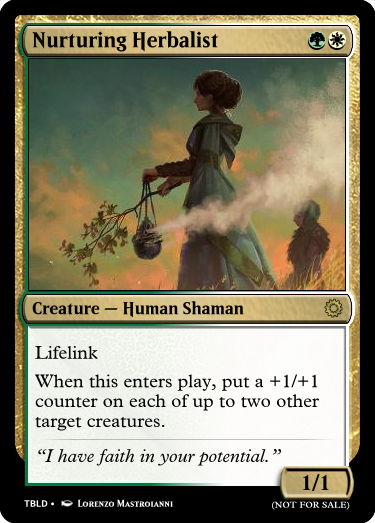 Nurturing Herbalist
Creature — Human Shaman
Lifelink
When this enters play, put a +1/+1
counter on each of up to two other
target creatures.
“I have faith in your potential.”
1/1
TBLD • Lorenzo Mastroianni
(NOT FOR SALE)